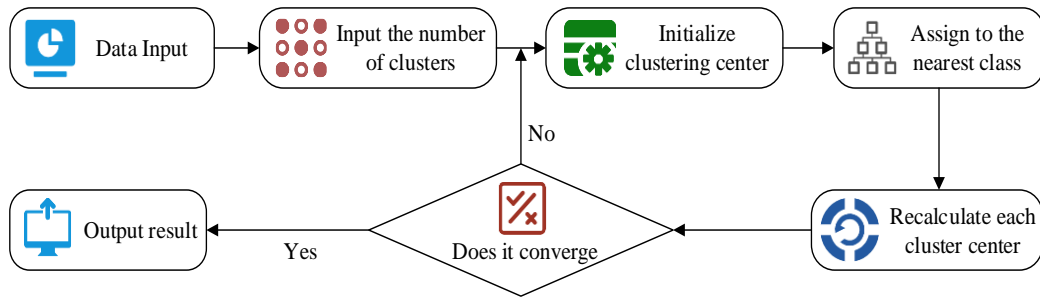 Data Input
Input the number
of clusters
Initialize
clustering center
Assign to the
nearest class
No
Output result
Yes
Does it converge
Recalculate each
cluster center